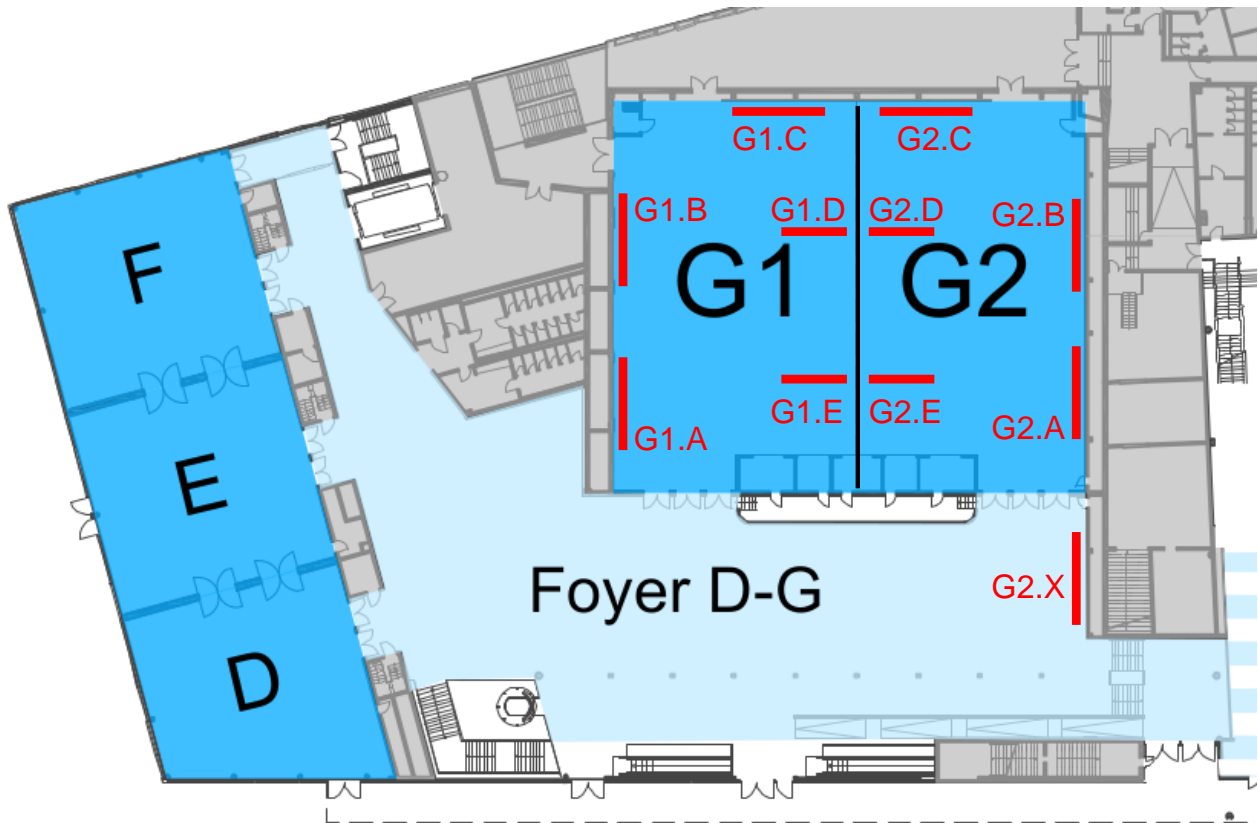 G1.C
G2.C
G1.B
G1.D
G2.D
G2.B
F
G1
G2
G1.E
G2.E
G1.A
G2.A
E
Foyer D-G
G2.X
D